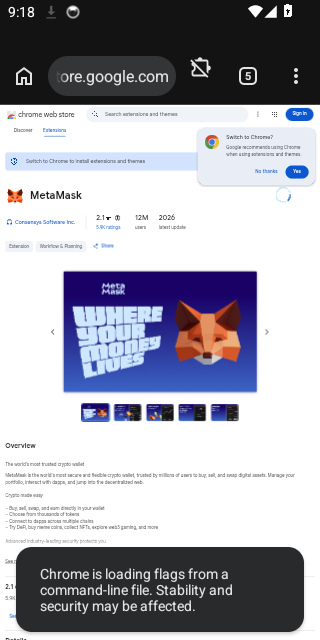 9:18
:ore.google.com
5
chrome web store
Search extensions and themes
Sign in
Discover
Extensions
Switch to Chrome?
Google recommends using Chrome when using extensions and themes
No thanks
Yes
Switch to Chrome to install extensions and themes
MetaMask
Consensys Software Inc.
2.1★
12M
2026
5.9K ratings
users
latest update
Extension
Workflow & Planning
Share
Meta
Mask
WHERE
YOUR
MONEY
LIVES
Overview
The world's most trusted crypto wallet
MetaMask is the world's most secure and flexible crypto wallet, trusted by millions of users to buy, sell, and swap digital assets. Manage your
portfolio, interact with dapps, and jump into the decentralized web.
Crypto made easy
– Buy, sell, swap, and earn directly in your wallet
– Choose from thousands of tokens
– Connect to dapps across multiple chains
– Try DeFi, buy meme coins, collect NFTs, explore web3 gaming, and more
Advanced industry-leading security protects you
2.1
5.9K
Chrome is loading flags from a
command-line file. Stability and
security may be affected.